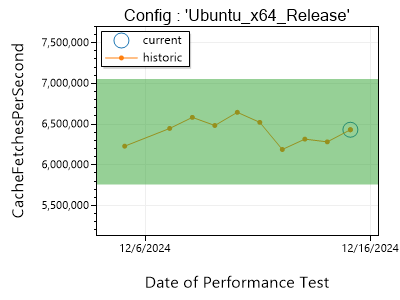 Config : 'Ubuntu_x64_Release'
CacheFetchesPerSecond
7,500,000
7,000,000
6,500,000
6,000,000
5,500,000
current
historic
12/6/2024
12/16/2024
Date of Performance Test